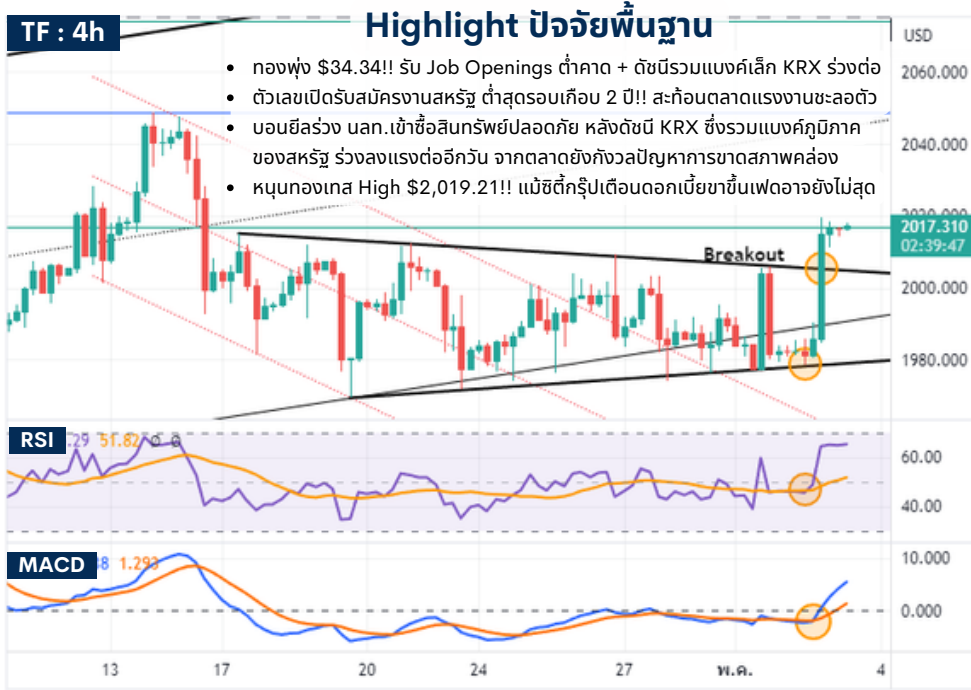 TF : 4h
Highlight ปัจจัยพื้นฐาน
USD
• ทองพุ่ง $34.34!! รับ Job Openings ต่ำคาด + ดัชนีรวมแบงค์เล็ก KRX ร่วงต่อ
• ตัวเลขเปิดรับสมัครงานสหรัฐ ต่ำสุดรอบเกือบ 2 ปี!! สะท้อนตลาดแรงงานชะลอตัว
• บอนยีลร่วง นลท.เข้าซื้อสินทรัพย์ปลอดภัย หลังดัชนี KRX ซึ่งรวมแบงค์ภูมิภาค
ของสหรัฐ ร่วงลงแรงต่ออีกวัน จากตลาดยังกังวลปัญหาการขาดสภาพคล่อง
• หนุนทองเทส High $2,019.21!! แม้ซิตี้กรุ๊ปเตือนดอกเบี้ยขาขึ้นเฟดอาจยังไม่สุด
2060.000
2040.000
2020.000
2017.310
02:39:47
Breakout
2000.000
1980.000
RSI
.29 51.82 ∅ ∅
60.00
40.00
MACD
8 1.293
10.000
0.000
13 17 20 24 27 พ.ค. 4